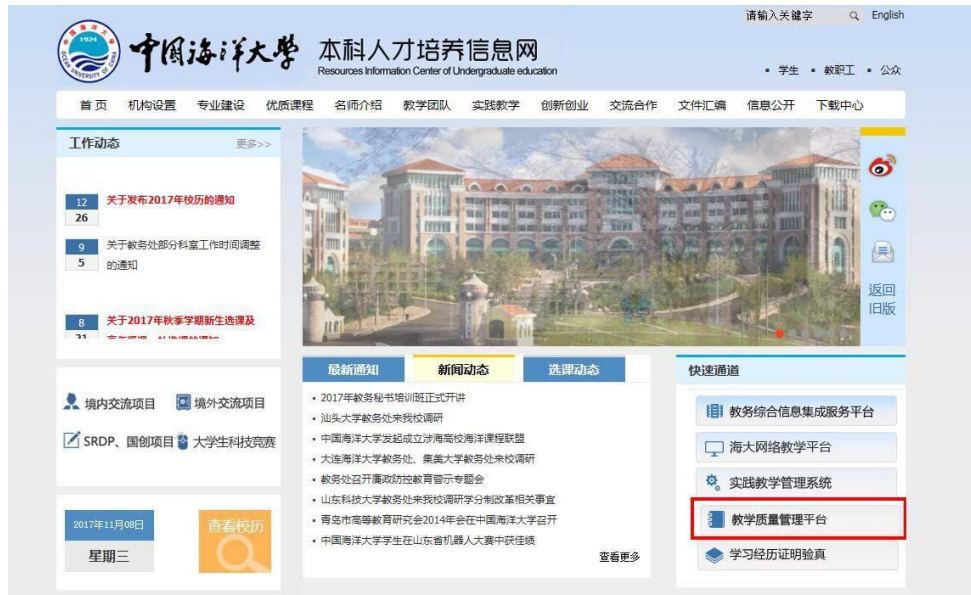 请输入关键字
English
1924
OCEAN UNIVERSITY OF CHINA
中国海洋大学
本科人才培养信息网
Resources Information Center of Undergraduate education
▪ 学生 ▪ 教职工 ▪ 公众
首页 机构设置 专业建设 优质课程 名师介绍 教学团队 实践教学 创新创业 交流合作 文件汇编 信息公开 下载中心
工作动态 更多>>
12
26
关于发布2017年校历的通知
9
5
关于教务处部分科室工作时间调整
的通知
8
关于2017年秋季学期新生选课及
返回
旧版
境内交流项目 境外交流项目
SRDP、国创项目 大学生科技竞赛
2017年11月08日
星期三
查看校历
最新通知 新闻动态 选课动态
▪ 2017年教务秘书培训班正式开讲
▪ 汕头大学教务处来我校调研
▪ 中国海洋大学发起成立涉海高校海洋课程联盟
▪ 大连海洋大学教务处、集美大学教务处来校调研
▪ 教务处召开廉政防控教育警示专题会
▪ 山东科技大学教务处来我校调研学分制改革相关事宜
▪ 青岛市高等教育研究会2014年会在中国海洋大学召开
▪ 中国海洋大学学生在山东省机器人大赛中获佳绩
查看更多
快速通道
教务综合信息集成服务平台
海大网络教学平台
实践教学管理系统
教学质量管理平台
学习经历证明验真